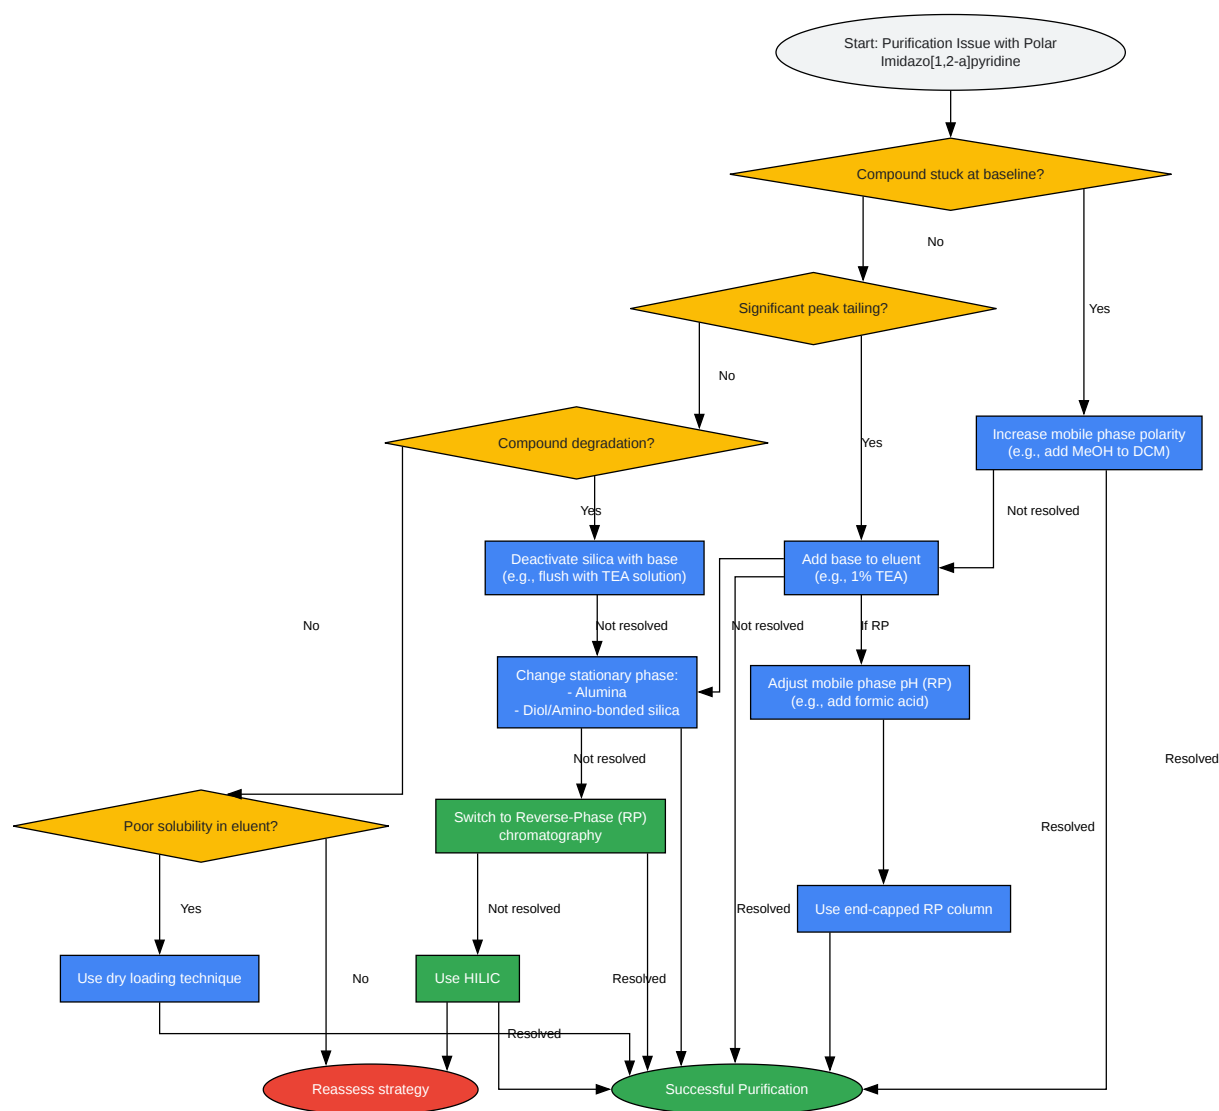 Start: Purification Issue with Polar
Imidazo[1,2-a]pyridine
Compound stuck at baseline?
No
Yes
Significant peak tailing?
No
Yes
Increase mobile phase polarity
(e.g., add MeOH to DCM)
Compound degradation?
Yes
Not resolved
Deactivate silica with base
(e.g., flush with TEA solution)
Add base to eluent
(e.g., 1% TEA)
No
Not resolved
Not resolved
If RP
Change stationary phase:
- Alumina
- Diol/Amino-bonded silica
Adjust mobile phase pH (RP)
(e.g., add formic acid)
Not resolved
Resolved
Switch to Reverse-Phase (RP)
chromatography
Poor solubility in eluent?
Resolved
Yes
Not resolved
Resolved
Use end-capped RP column
Use dry loading technique
No
Use HILIC
Resolved
Resolved
Reassess strategy
Successful Purification